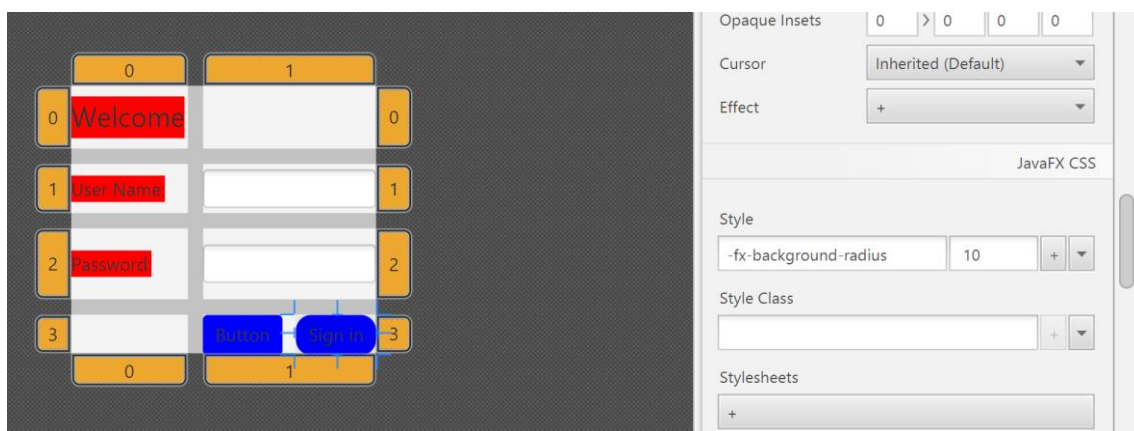 0 1
0 Welcome 0
1 User Name: 1
2 Password: 2
3 Button Sign in 3
0 1
Opaque Insets 0 > 0 0 0
Cursor Inherited (Default)
Effect +
JavaFX CSS
Style
-fx-background-radius 10 +
Style Class
+
Stylesheets
+